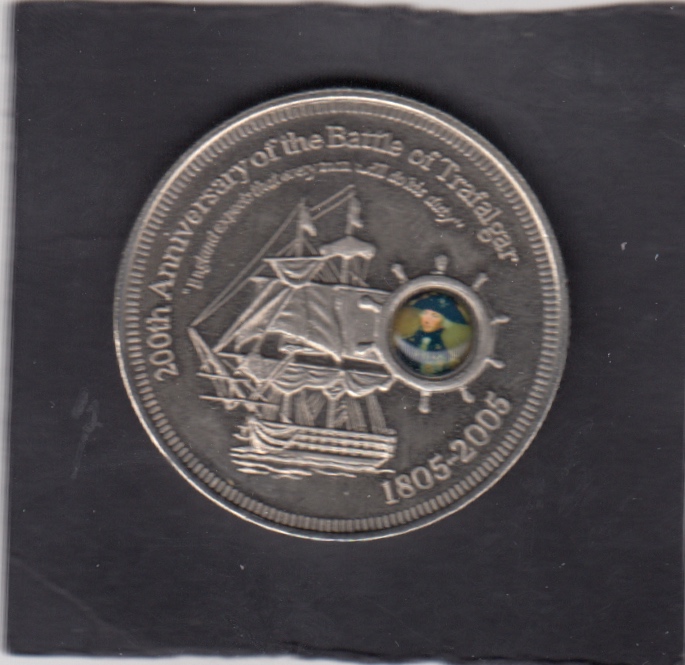 200th Anniversary of the Battle of Trafalgar
"England expects that every man will do his duty"
1805-2005